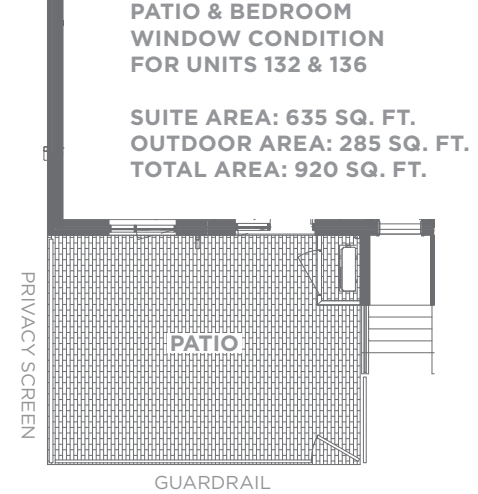 PATIO & BEDROOM
WINDOW CONDITION
FOR UNITS 132 & 136
SUITE AREA: 635 SQ. FT.
OUTDOOR AREA: 285 SQ. FT.
TOTAL AREA: 920 SQ. FT.
PRIVACY SCREEN
PATIO
GUARDRAIL